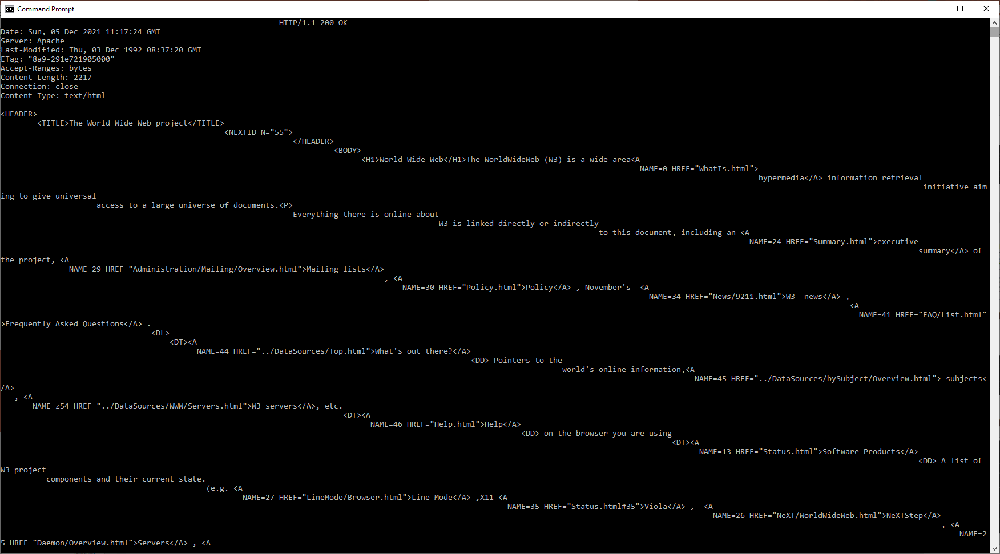 Command Prompt
HTTP/1.1 200 OK
Date: Sun, 05 Dec 2021 11:17:24 GMT
Server: Apache
Last-Modified: Thu, 03 Dec 1992 08:37:20 GMT
ETag: "8a9-291e721905000"
Accept-Ranges: bytes
Content-Length: 2217
Connection: close
Content-Type: text/html
<HEADER>
<TITLE>The World Wide Web project</TITLE>
<NEXTID N="55">
</HEADER>
<BODY>
<H1>World Wide Web</H1>The WorldWideWeb (W3) is a wide-area<A
NAME=0 HREF="WhatIs.html">
hypermedia</A> information retrieval
initiative aim
ing to give universal
access to a large universe of documents.<P>
Everything there is online about
W3 is linked directly or indirectly
to this document, including an <A
NAME=24 HREF="Summary.html">executive
summary</A> of
the project, <A
NAME=29 HREF="Administration/Mailing/Overview.html">Mailing lists</A>
, <A
NAME=30 HREF="Policy.html">Policy</A> , November's  <A
NAME=34 HREF="News/9211.html">W3  news</A> ,
<A
NAME=41 HREF="FAQ/List.html"
>Frequently Asked Questions</A> .
<DL>
<DT><A
NAME=44 HREF="../DataSources/Top.html">What's out there?</A>
<DD> Pointers to the
world's online information,<A
NAME=45 HREF="../DataSources/bySubject/Overview.html"> subjects<
/A>
, <A
NAME=z54 HREF="../DataSources/WWW/Servers.html">W3 servers</A>, etc.
<DT><A
NAME=46 HREF="Help.html">Help</A>
<DD> on the browser you are using
<DT><A
NAME=13 HREF="Status.html">Software Products</A>
<DD> A list of
W3 project
components and their current state.
(e.g. <A
NAME=27 HREF="LineMode/Browser.html">Line Mode</A> ,X11 <A
NAME=35 HREF="Status.html#35">Viola</A> ,  <A
NAME=26 HREF="NeXT/WorldWideWeb.html">NeXTStep</A>
, <A
NAME=2
5 HREF="Daemon/Overview.html">Servers</A> , <A